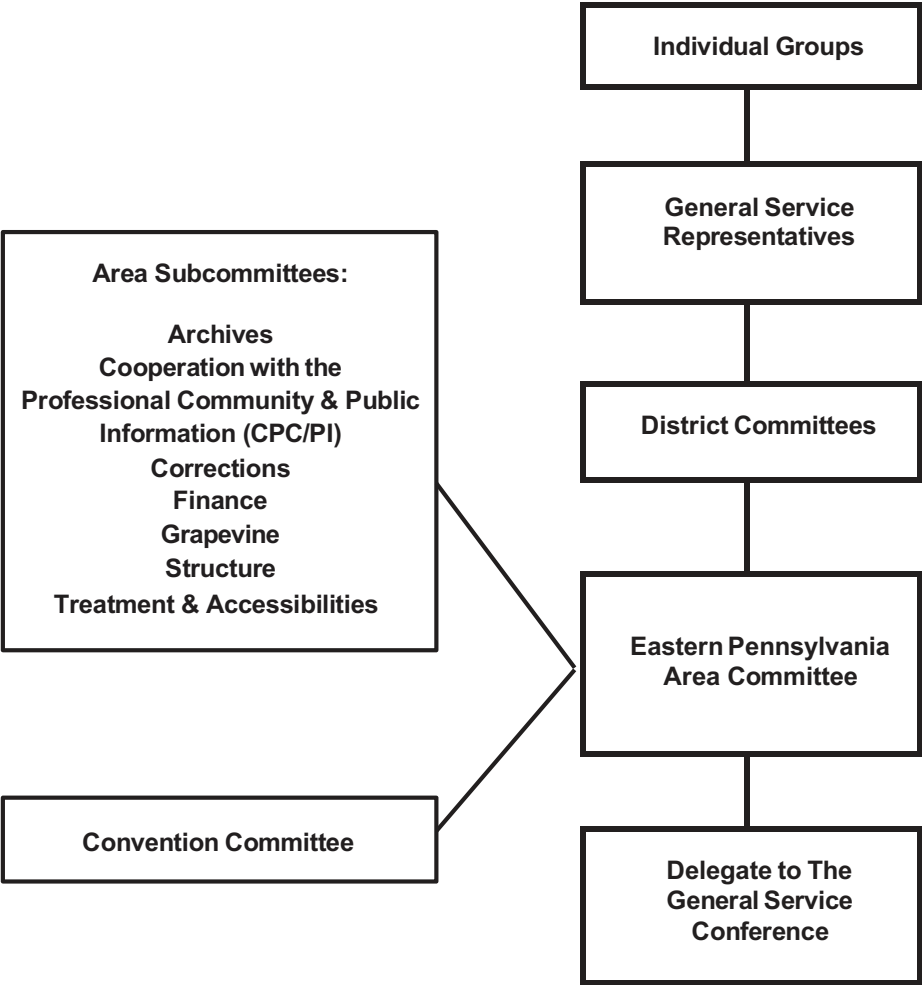 Individual Groups
General Service
Representatives
Area Subcommittees:
Archives
Cooperation with the
Professional Community & Public
Information (CPC/PI)
Corrections
Finance
Grapevine
Structure
Treatment & Accessibilities
District Committees
Eastern Pennsylvania
Area Committee
Convention Committee
Delegate to The
General Service
Conference